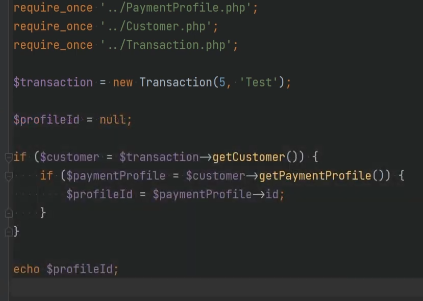 require_once '../PaymentProfile.php';
require_once '../Customer.php';
require_once '../Transaction.php';
$transaction = new Transaction(5, 'Test');
$profileId = null;
if ($customer = $transaction->getCustomer()) {
if ($paymentProfile = $customer->getPaymentProfile()) {
$profileId = $paymentProfile->id;
}
}
echo $profileId;